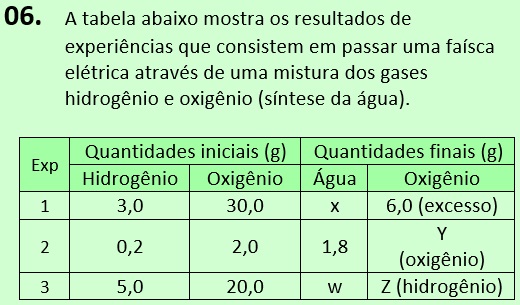 06. A tabela abaixo mostra os resultados de
experiências que consistem em passar uma faísca
elétrica através de uma mistura dos gases
hidrogênio e oxigênio (síntese da água).
Exp Quantidades iniciais (g) Quantidades finais (g)
Hidrogênio Oxigênio Água Oxigênio
1 3,0 30,0 x 6,0 (excesso)
2 0,2 2,0 1,8 Y
(oxigênio)
3 5,0 20,0 w Z (hidrogênio)